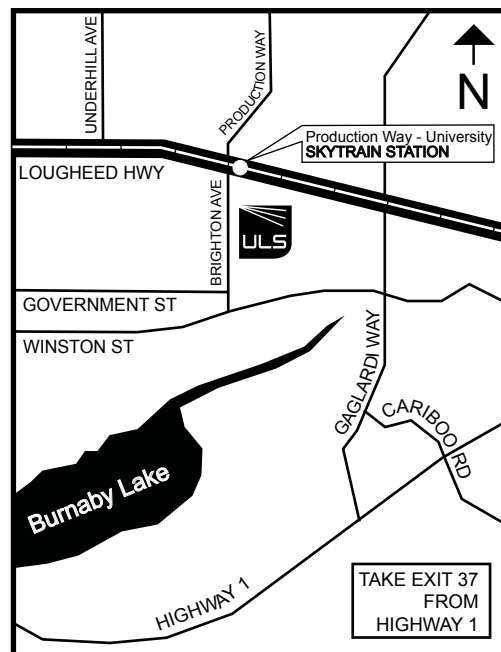 UNDERHILL AVE
PRODUCTION WAY
N
Production Way - University
SKYTRAIN STATION
LOUGHEED HWY
BRIGHTON AVE
ULS
GOVERNMENT ST
WINSTON ST
GAGLARDI WAY
CARIBOO RD
Burnaby Lake
HIGHWAY 1
TAKE EXIT 37
FROM
HIGHWAY 1